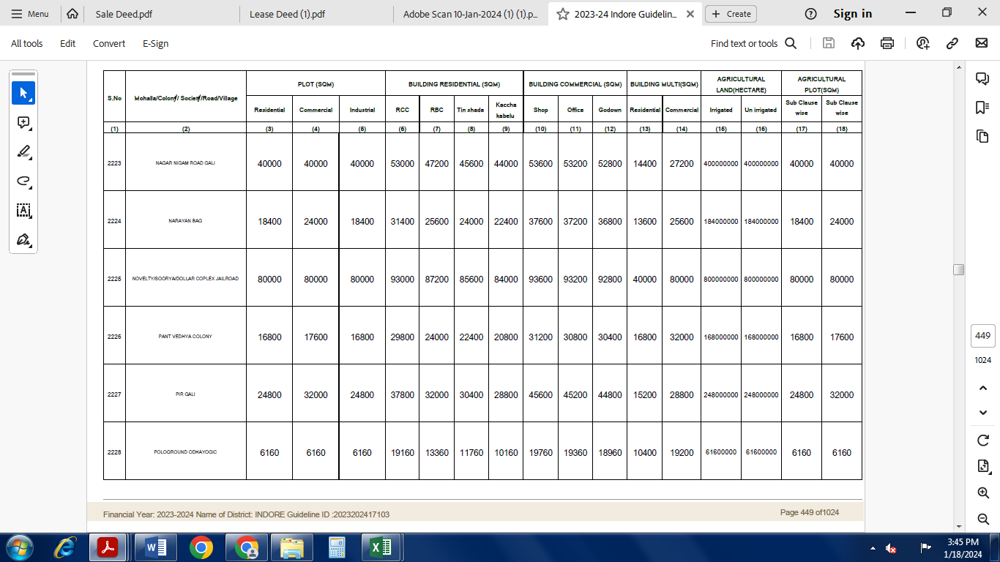 Menu Sale Deed.pdf Lease Deed (1).pdf Adobe Scan 10-Jan-2024 (1) (1).p... 2023-24 Indore Guidelin... Create Sign in
All tools Edit Convert E-Sign Find text or tools
S.No Mohalla/Colony/ Society/Road/Village PLOT (SQM) BUILDING RESIDENTIAL (SQM) BUILDING COMMERCIAL (SQM) BUILDING MULTI(SQM) AGRICULTURAL LAND(HECTARE) AGRICULTURAL PLOT(SQM)
Residential Commercial Industrial RCC RBC Tin shade Kaccha kabelu Shop Office Godown Residential Commercial Irrigated Un irrigated Sub Clause wise Sub Clause wise
(1) (2) (3) (4) (5) (6) (7) (8) (9) (10) (11) (12) (13) (14) (15) (16) (17) (18)
2223 NAGAR NIGAM ROAD GALI 40000 40000 40000 53000 47200 45600 44000 53600 53200 52800 14400 27200 400000000 400000000 40000 40000
2224 NARAYAN BAG 18400 24000 18400 31400 25600 24000 22400 37600 37200 36800 13600 25600 184000000 184000000 18400 24000
2225 NOVELTY/SOORYA/DOLLAR COPLEX JAILROAD 80000 80000 80000 93000 87200 85600 84000 93600 93200 92800 40000 80000 800000000 800000000 80000 80000
2226 PANT VEDHYA COLONY 16800 17600 16800 29800 24000 22400 20800 31200 30800 30400 16800 32000 168000000 168000000 16800 17600
2227 PIR GALI 24800 32000 24800 37800 32000 30400 28800 45600 45200 44800 15200 28800 248000000 248000000 24800 32000
2228 POLOGROUND ODHAYOGIC 6160 6160 6160 19160 13360 11760 10160 19760 19360 18960 10400 19200 61600000 61600000 6160 6160
449
1024
Financial Year: 2023-2024 Name of District: INDORE Guideline ID :2023202417103 Page 449 of1024
3:45 PM
1/18/2024